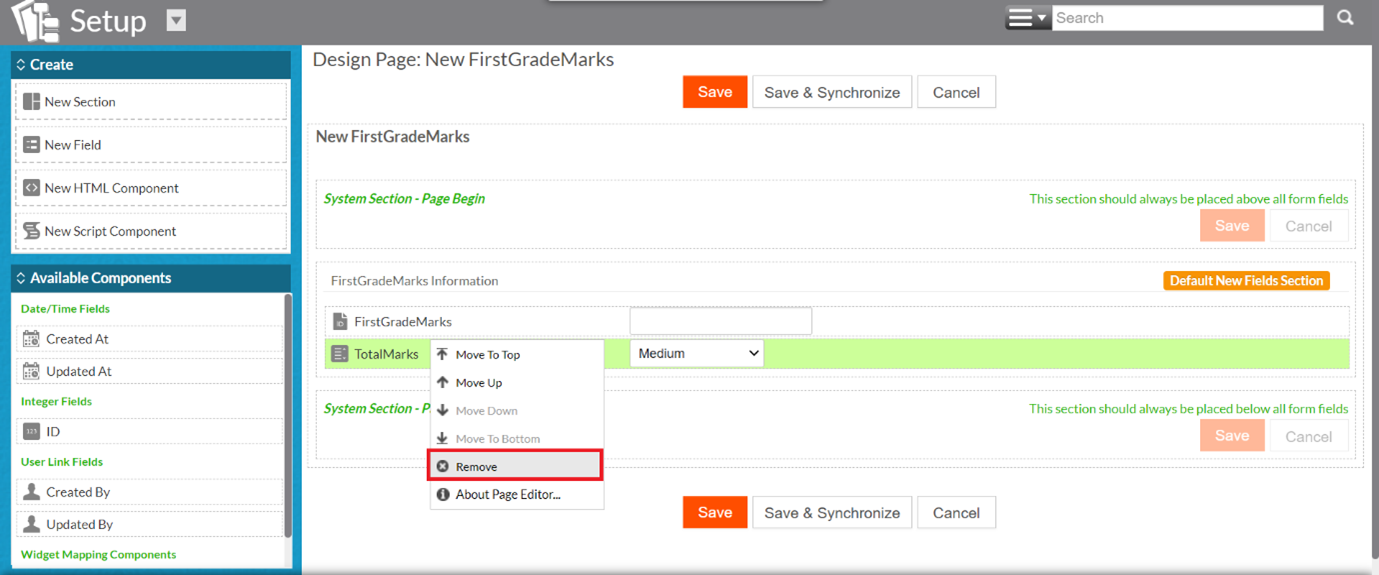 Setup
Search
Create
New Section
New Field
New HTML Component
New Script Component
Available Components
Date/Time Fields
Created At
Updated At
Integer Fields
ID
User Link Fields
Created By
Updated By
Widget Mapping Components
Design Page: New FirstGradeMarks
Save Save & Synchronize Cancel
New FirstGradeMarks
System Section - Page Begin This section should always be placed above all form fields
Save Cancel
FirstGradeMarks Information Default New Fields Section
FirstGradeMarks
TotalMarks Medium
Move To Top
Move Up
Move Down
Move To Bottom
Remove
About Page Editor...
System Section - P This section should always be placed below all form fields
Save Cancel
Save Save & Synchronize Cancel